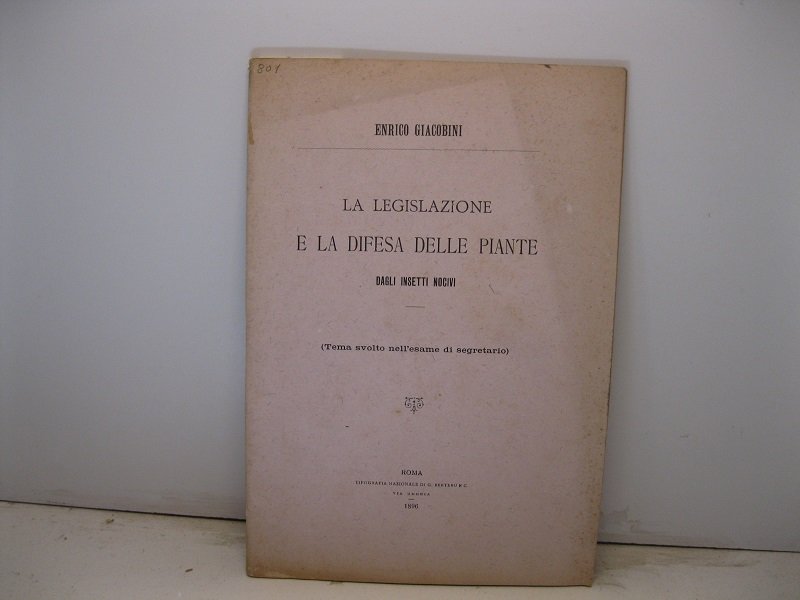 801
ENRICO GIACOBINI
LA LEGISLAZIONE
E LA DIFESA DELLE PIANTE
DAGLI INSETTI NOCIVI
(Tema svolto nell'esame di segretario)
ROMA
TIPOGRAFIA NAZIONALE DI G. BERTERO E C.
VIA UMBRIA
1896